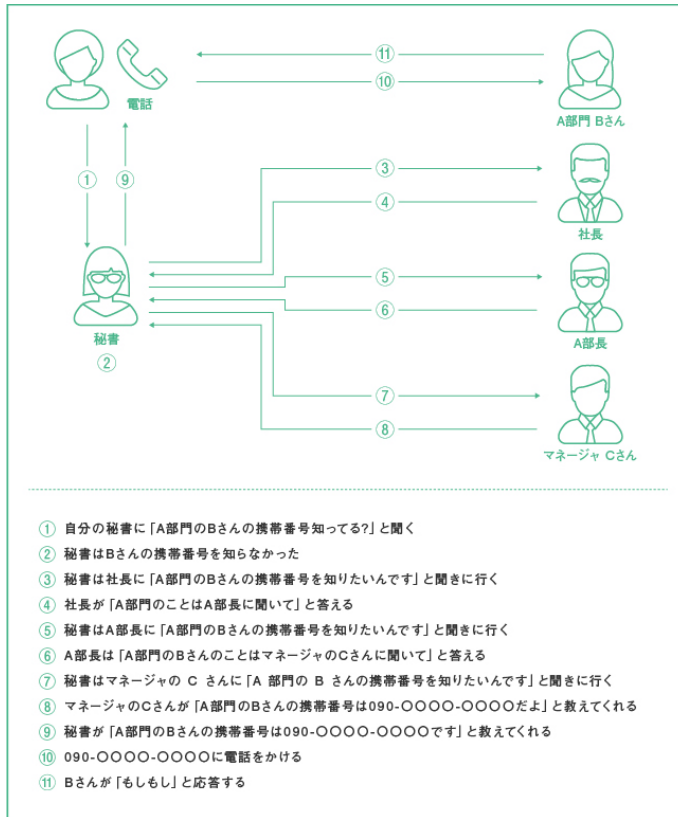 ⑪
⑩
電話
A部門 Bさん
①
⑨
③
④
社長
⑤
⑥
秘書
A部長
②
⑦
⑧
マネージャ Cさん
① 自分の秘書に「A部門のBさんの携帯番号知ってる?」と聞く
② 秘書はBさんの携帯番号を知らなかった
③ 秘書は社長に「A部門のBさんの携帯番号を知りたいんです」と聞きに行く
④ 社長が「A部門のことはA部長に聞いて」と答える
⑤ 秘書はA部長に「A部門のBさんの携帯番号を知りたいんです」と聞きに行く
⑥ A部長は「A部門のBさんのことはマネージャのCさんに聞いて」と答える
⑦ 秘書はマネージャの C さんに「A 部門の B さんの携帯番号を知りたいんです」と聞きに行く
⑧ マネージャのCさんが「A部門のBさんの携帯番号は090-〇〇〇〇-〇〇〇〇だよ」と教えてくれる
⑨ 秘書が「A部門のBさんの携帯番号は090-〇〇〇〇-〇〇〇〇です」と教えてくれる
⑩ 090-〇〇〇〇-〇〇〇〇に電話をかける
⑪ Bさんが「もしもし」と応答する